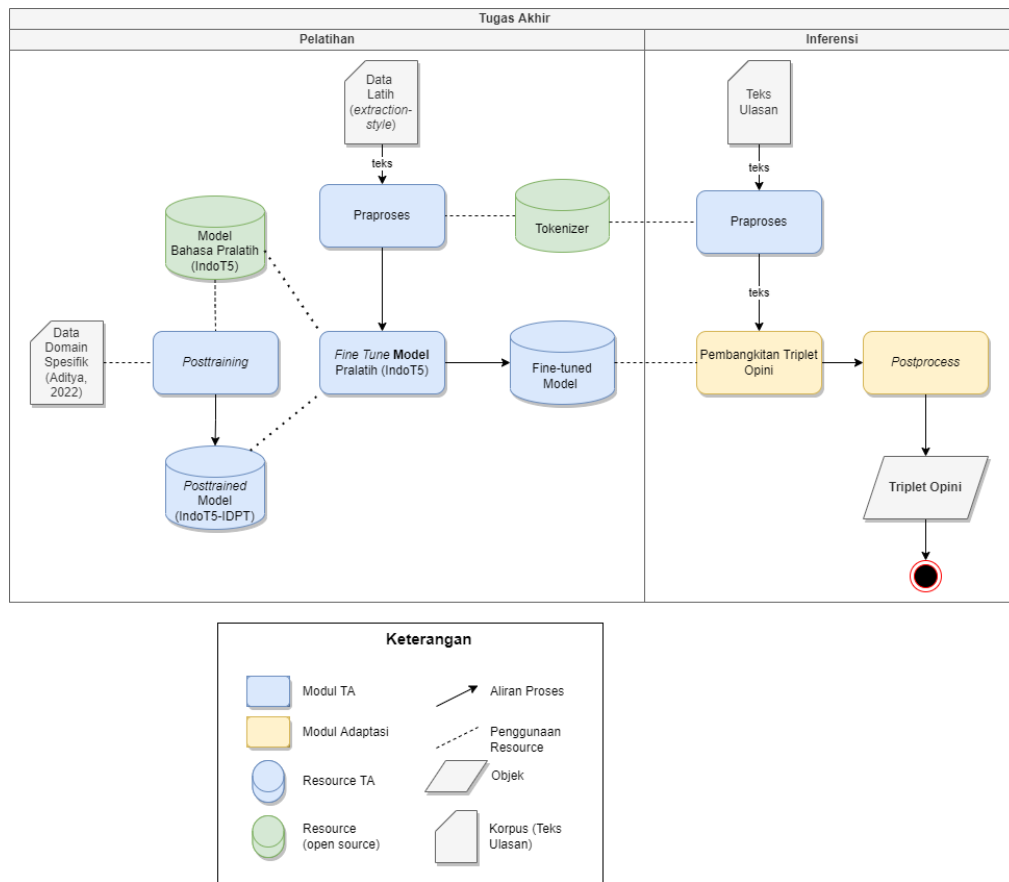 Tugas Akhir
Pelatihan
Inferensi
Data
Latih
(extraction-
style)
teks
Praproses
Tokenizer
Model
Bahasa Pralatih
(IndoT5)
Data
Domain
Spesifik
(Aditya,
2022)
Posttraining
Fine Tune Model
Pralatih (IndoT5)
Fine-tuned
Model
Posttrained
Model
(IndoT5-IDPT)
Teks
Ulasan
teks
Praproses
teks
Pembangkitan Triplet
Opini
Postprocess
Triplet Opini
Keterangan
Modul TA
Aliran Proses
Modul Adaptasi
Penggunaan
Resource
Resource TA
Objek
Resource
(open source)
Korpus (Teks
Ulasan)